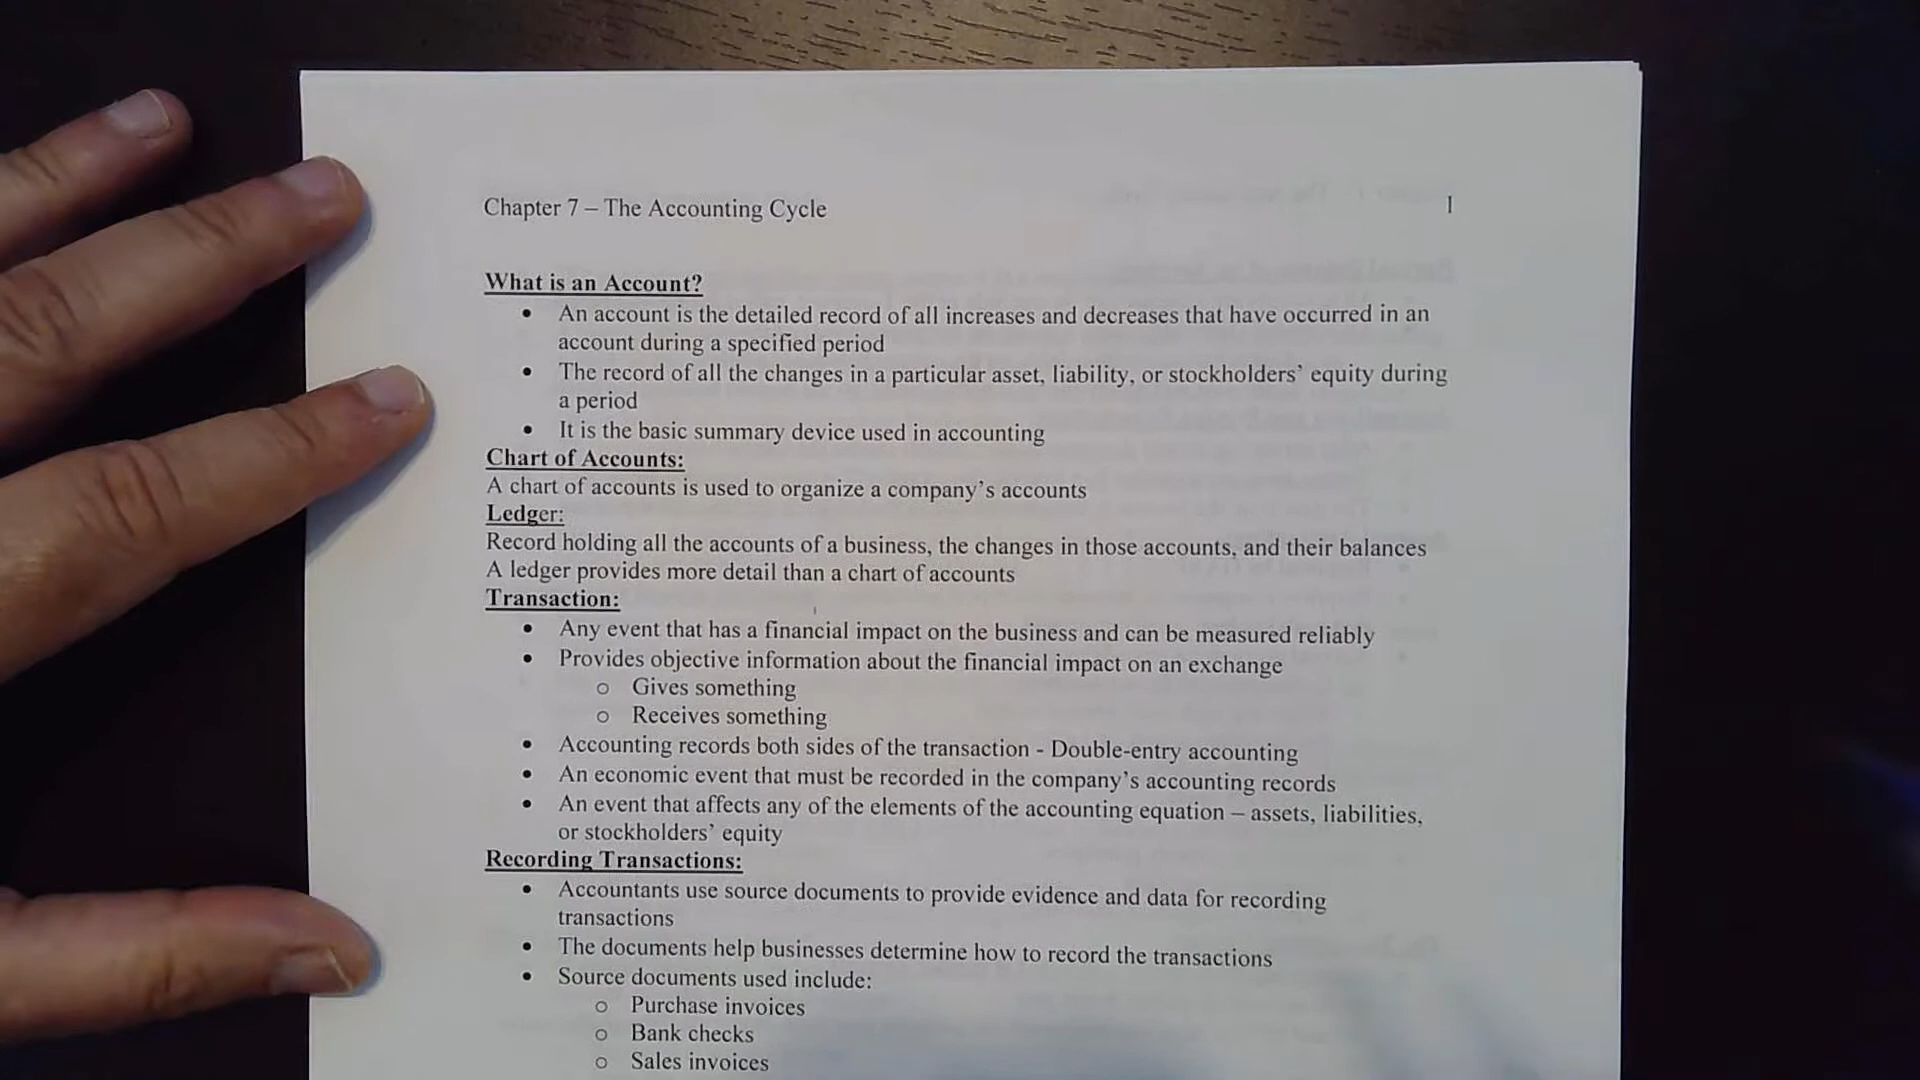 Chapter 7 – The Accounting Cycle 1
What is an Account?
• An account is the detailed record of all increases and decreases that have occurred in an
account during a specified period
• The record of all the changes in a particular asset, liability, or stockholders’ equity during
a period
• It is the basic summary device used in accounting
Chart of Accounts:
A chart of accounts is used to organize a company’s accounts
Ledger:
Record holding all the accounts of a business, the changes in those accounts, and their balances
A ledger provides more detail than a chart of accounts
Transaction:
• Any event that has a financial impact on the business and can be measured reliably
• Provides objective information about the financial impact on an exchange
o Gives something
o Receives something
• Accounting records both sides of the transaction - Double-entry accounting
• An economic event that must be recorded in the company’s accounting records
• An event that affects any of the elements of the accounting equation – assets, liabilities,
or stockholders’ equity
Recording Transactions:
• Accountants use source documents to provide evidence and data for recording
transactions
• The documents help businesses determine how to record the transactions
• Source documents used include:
o Purchase invoices
o Bank checks
o Sales invoices